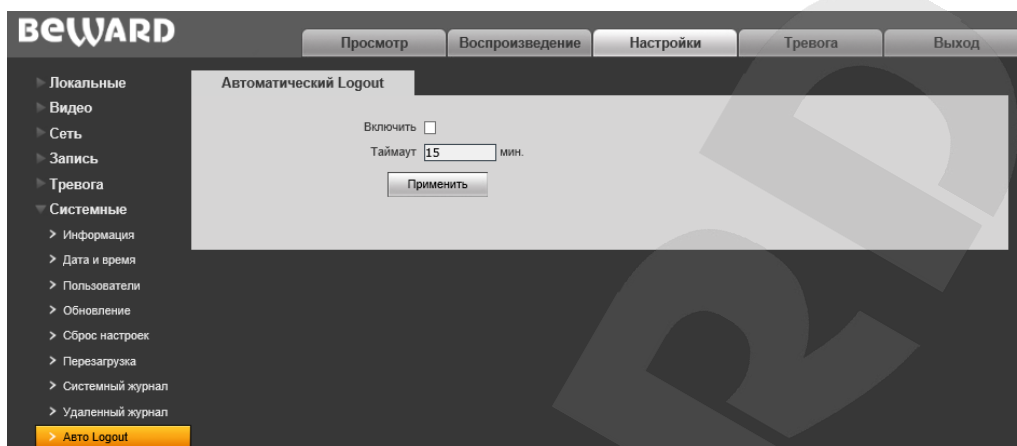 BEWARD
Просмотр Воспроизведение Настройки Тревога Выход
Локальные
Видео
Сеть
Запись
Тревога
Системные
Информация
Дата и время
Пользователи
Обновление
Сброс настроек
Перезагрузка
Системный журнал
Удаленный журнал
Авто Logout
Автоматический Logout
Включить
Таймаут 15 мин.
Применить
RD